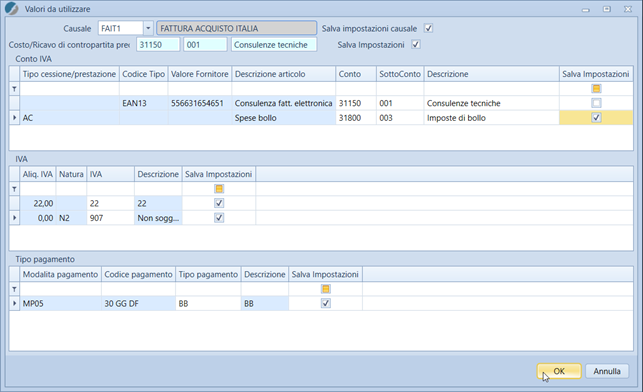 Valori da utilizzare
Causale FAIT1 FATTURA ACQUISTO ITALIA Salva impostazioni causale
Costo/Ricavo di contropartita pre 31150 001 Consulenze tecniche Salva Impostazioni
Conto IVA
Tipo cessione/prestazione Codice Tipo Valore Fornitore Descrizione articolo Conto SottoConto Descrizione Salva Impostazioni
EAN13 556631654651 Consulenza fatt. elettronica 31150 001 Consulenze tecniche
AC Spese bollo 31800 003 Imposte di bollo
IVA
Aliq. IVA Natura IVA Descrizione Salva Impostazioni
22,00 22 22
0,00 N2 907 Non sogg...
Tipo pagamento
Modalita pagamento Codice pagamento Tipo pagamento Descrizione Salva Impostazioni
MP05 30 GG DF BB BB
OK Annulla